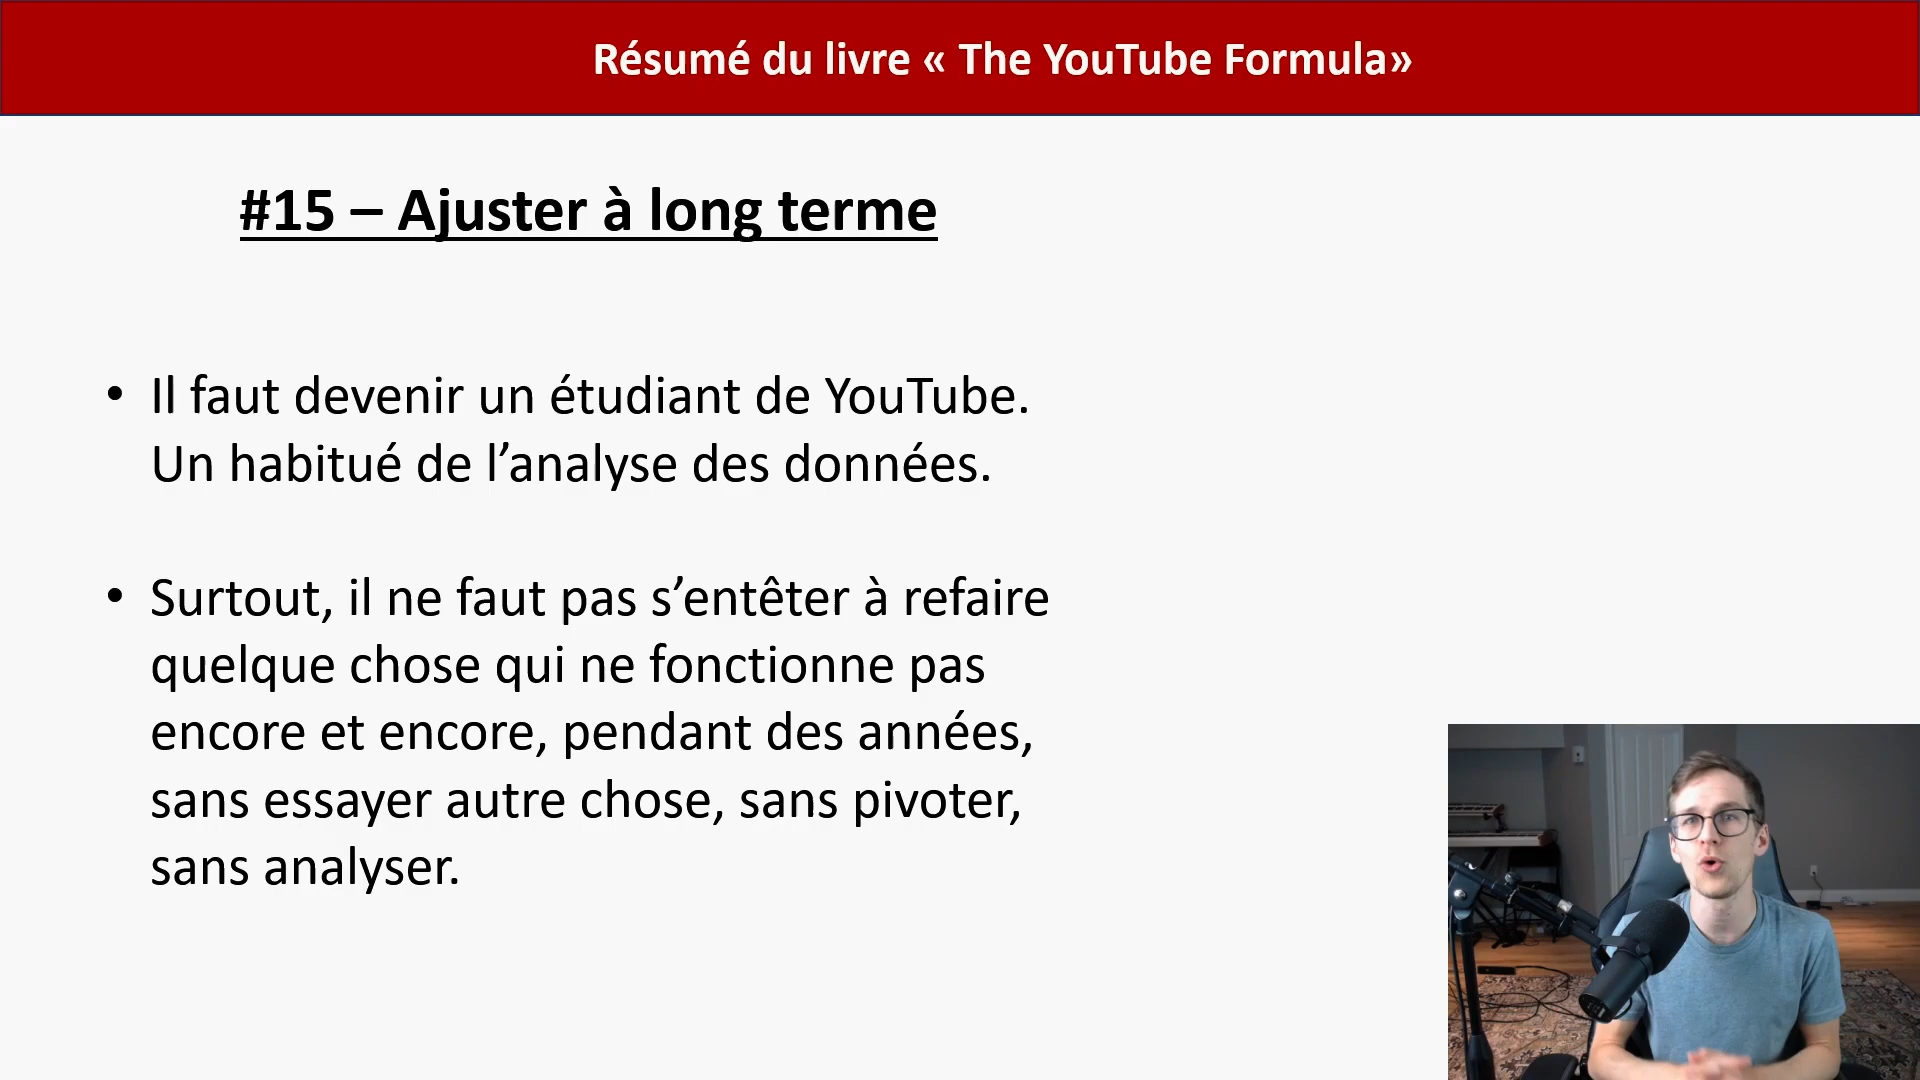 Résumé du livre « The YouTube Formula»
#15 – Ajuster à long terme
• Il faut devenir un étudiant de YouTube.
Un habitué de l’analyse des données.
• Surtout, il ne faut pas s’entêter à refaire
quelque chose qui ne fonctionne pas
encore et encore, pendant des années,
sans essayer autre chose, sans pivoter,
sans analyser.